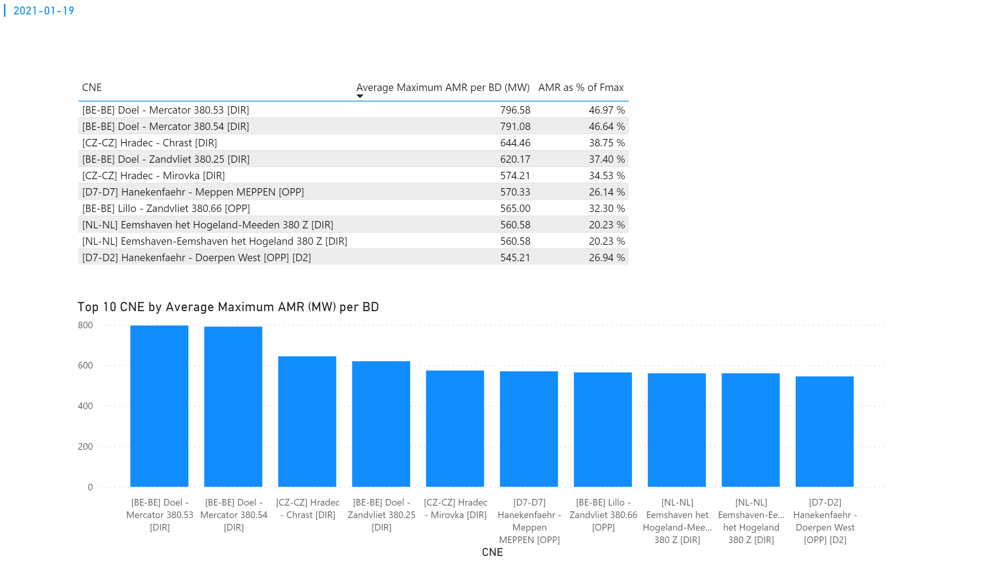 2021-01-19
CNE Average Maximum AMR per BD (MW) AMR as % of Fmax
[BE-BE] Doel - Mercator 380.53 [DIR] 796.58 46.97 %
[BE-BE] Doel - Mercator 380.54 [DIR] 791.08 46.64 %
[CZ-CZ] Hradec - Chrast [DIR] 644.46 38.75 %
[BE-BE] Doel - Zandvliet 380.25 [DIR] 620.17 37.40 %
[CZ-CZ] Hradec - Mirovka [DIR] 574.21 34.53 %
[D7-D7] Hanekenfaehr - Meppen MEPPEN [OPP] 570.33 26.14 %
[BE-BE] Lillo - Zandvliet 380.66 [OPP] 565.00 32.30 %
[NL-NL] Eemshaven het Hogeland-Meeden 380 Z [DIR] 560.58 20.23 %
[NL-NL] Eemshaven-Eemshaven het Hogeland 380 Z [DIR] 560.58 20.23 %
[D7-D2] Hanekenfaehr - Doerpen West [OPP] [D2] 545.21 26.94 %
Top 10 CNE by Average Maximum AMR (MW) per BD
800
600
400
200
0
[BE-BE] Doel - [BE-BE] Doel - [CZ-CZ] Hradec [BE-BE] Doel - [CZ-CZ] Hradec [D7-D7] [BE-BE] Lillo - [NL-NL] [NL-NL] [D7-D2]
Mercator 380.53 Mercator 380.54 - Chrast [DIR] Zandvliet 380.25 - Mirovka [DIR] Hanekenfaehr - Zandvliet 380.66 Eemshaven het Eemshaven-Ee... Hanekenfaehr -
[DIR] [DIR] [DIR] Meppen [OPP] Hogeland-Mee... het Hogeland Doerpen West
MEPPEN [OPP] 380 Z [DIR] 380 Z [DIR] [OPP] [D2]
CNE